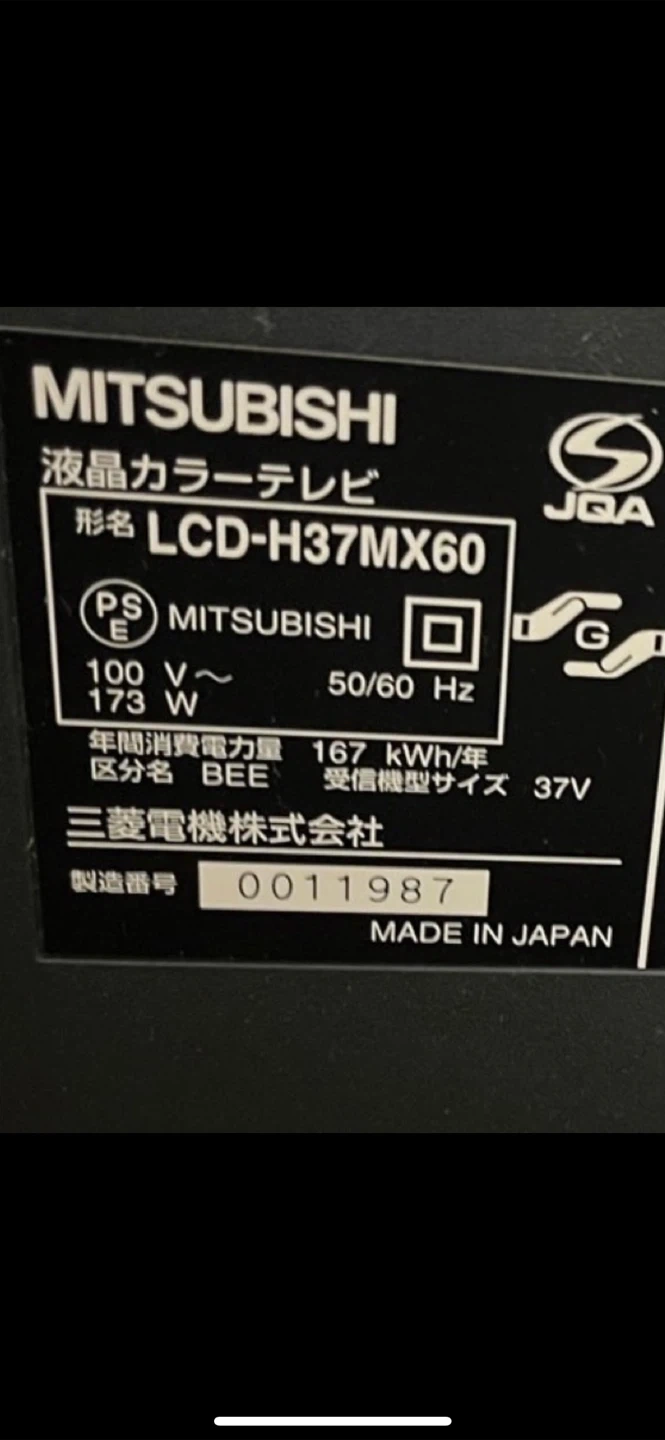 MITSUBISHI
液晶カラーテレビ
JQA
形名 LCD-H37MX60
PSE MITSUBISHI
G
100 V～ 50/60 Hz
173 W
年間消費電力量 167 kWh/年
区分名 BEE 受信機型サイズ 37V
三菱電機株式会社
製造番号 0011987
MADE IN JAPAN